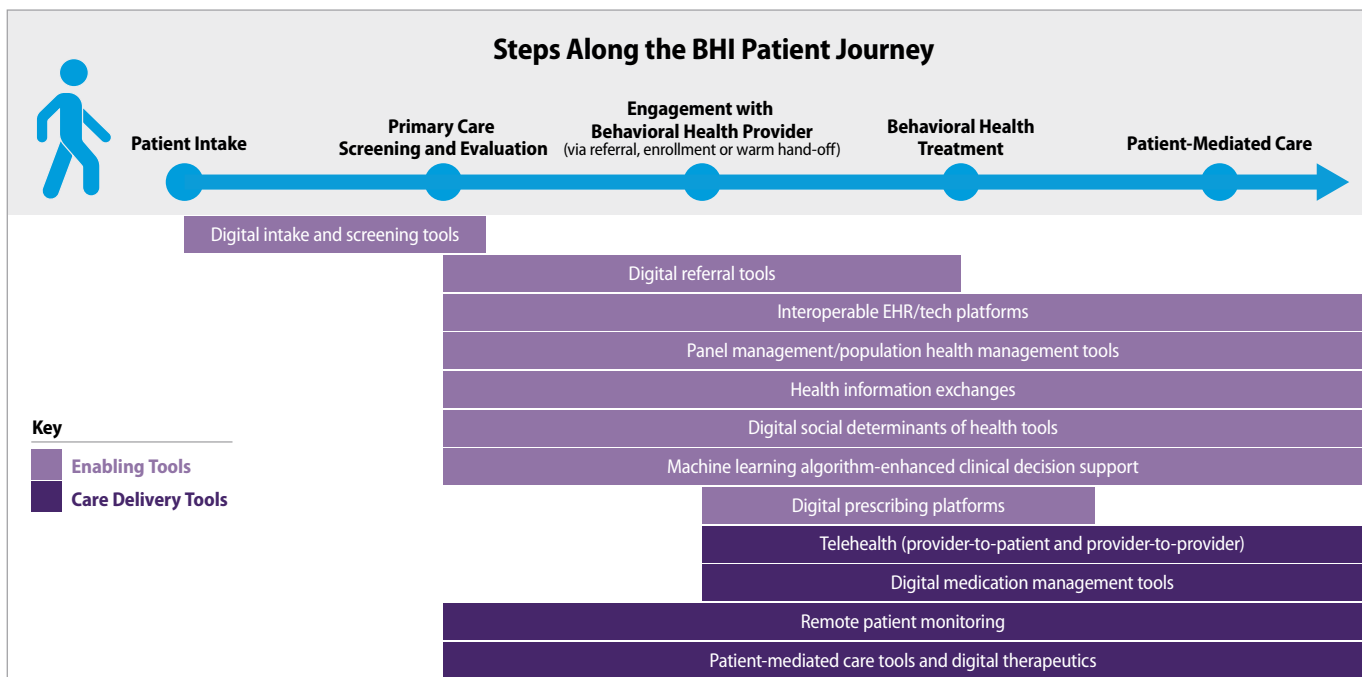 Steps Along the BHI Patient Journey
Patient Intake
Primary Care
Screening and Evaluation
Engagement with
Behavioral Health Provider
(via referral, enrollment or warm hand-off)
Behavioral Health
Treatment
Patient-Mediated Care
Digital intake and screening tools
Digital referral tools
Interoperable EHR/tech platforms
Panel management/population health management tools
Health information exchanges
Digital social determinants of health tools
Machine learning algorithm-enhanced clinical decision support
Digital prescribing platforms
Telehealth (provider-to-patient and provider-to-provider)
Digital medication management tools
Remote patient monitoring
Patient-mediated care tools and digital therapeutics
Key
Enabling Tools
Care Delivery Tools